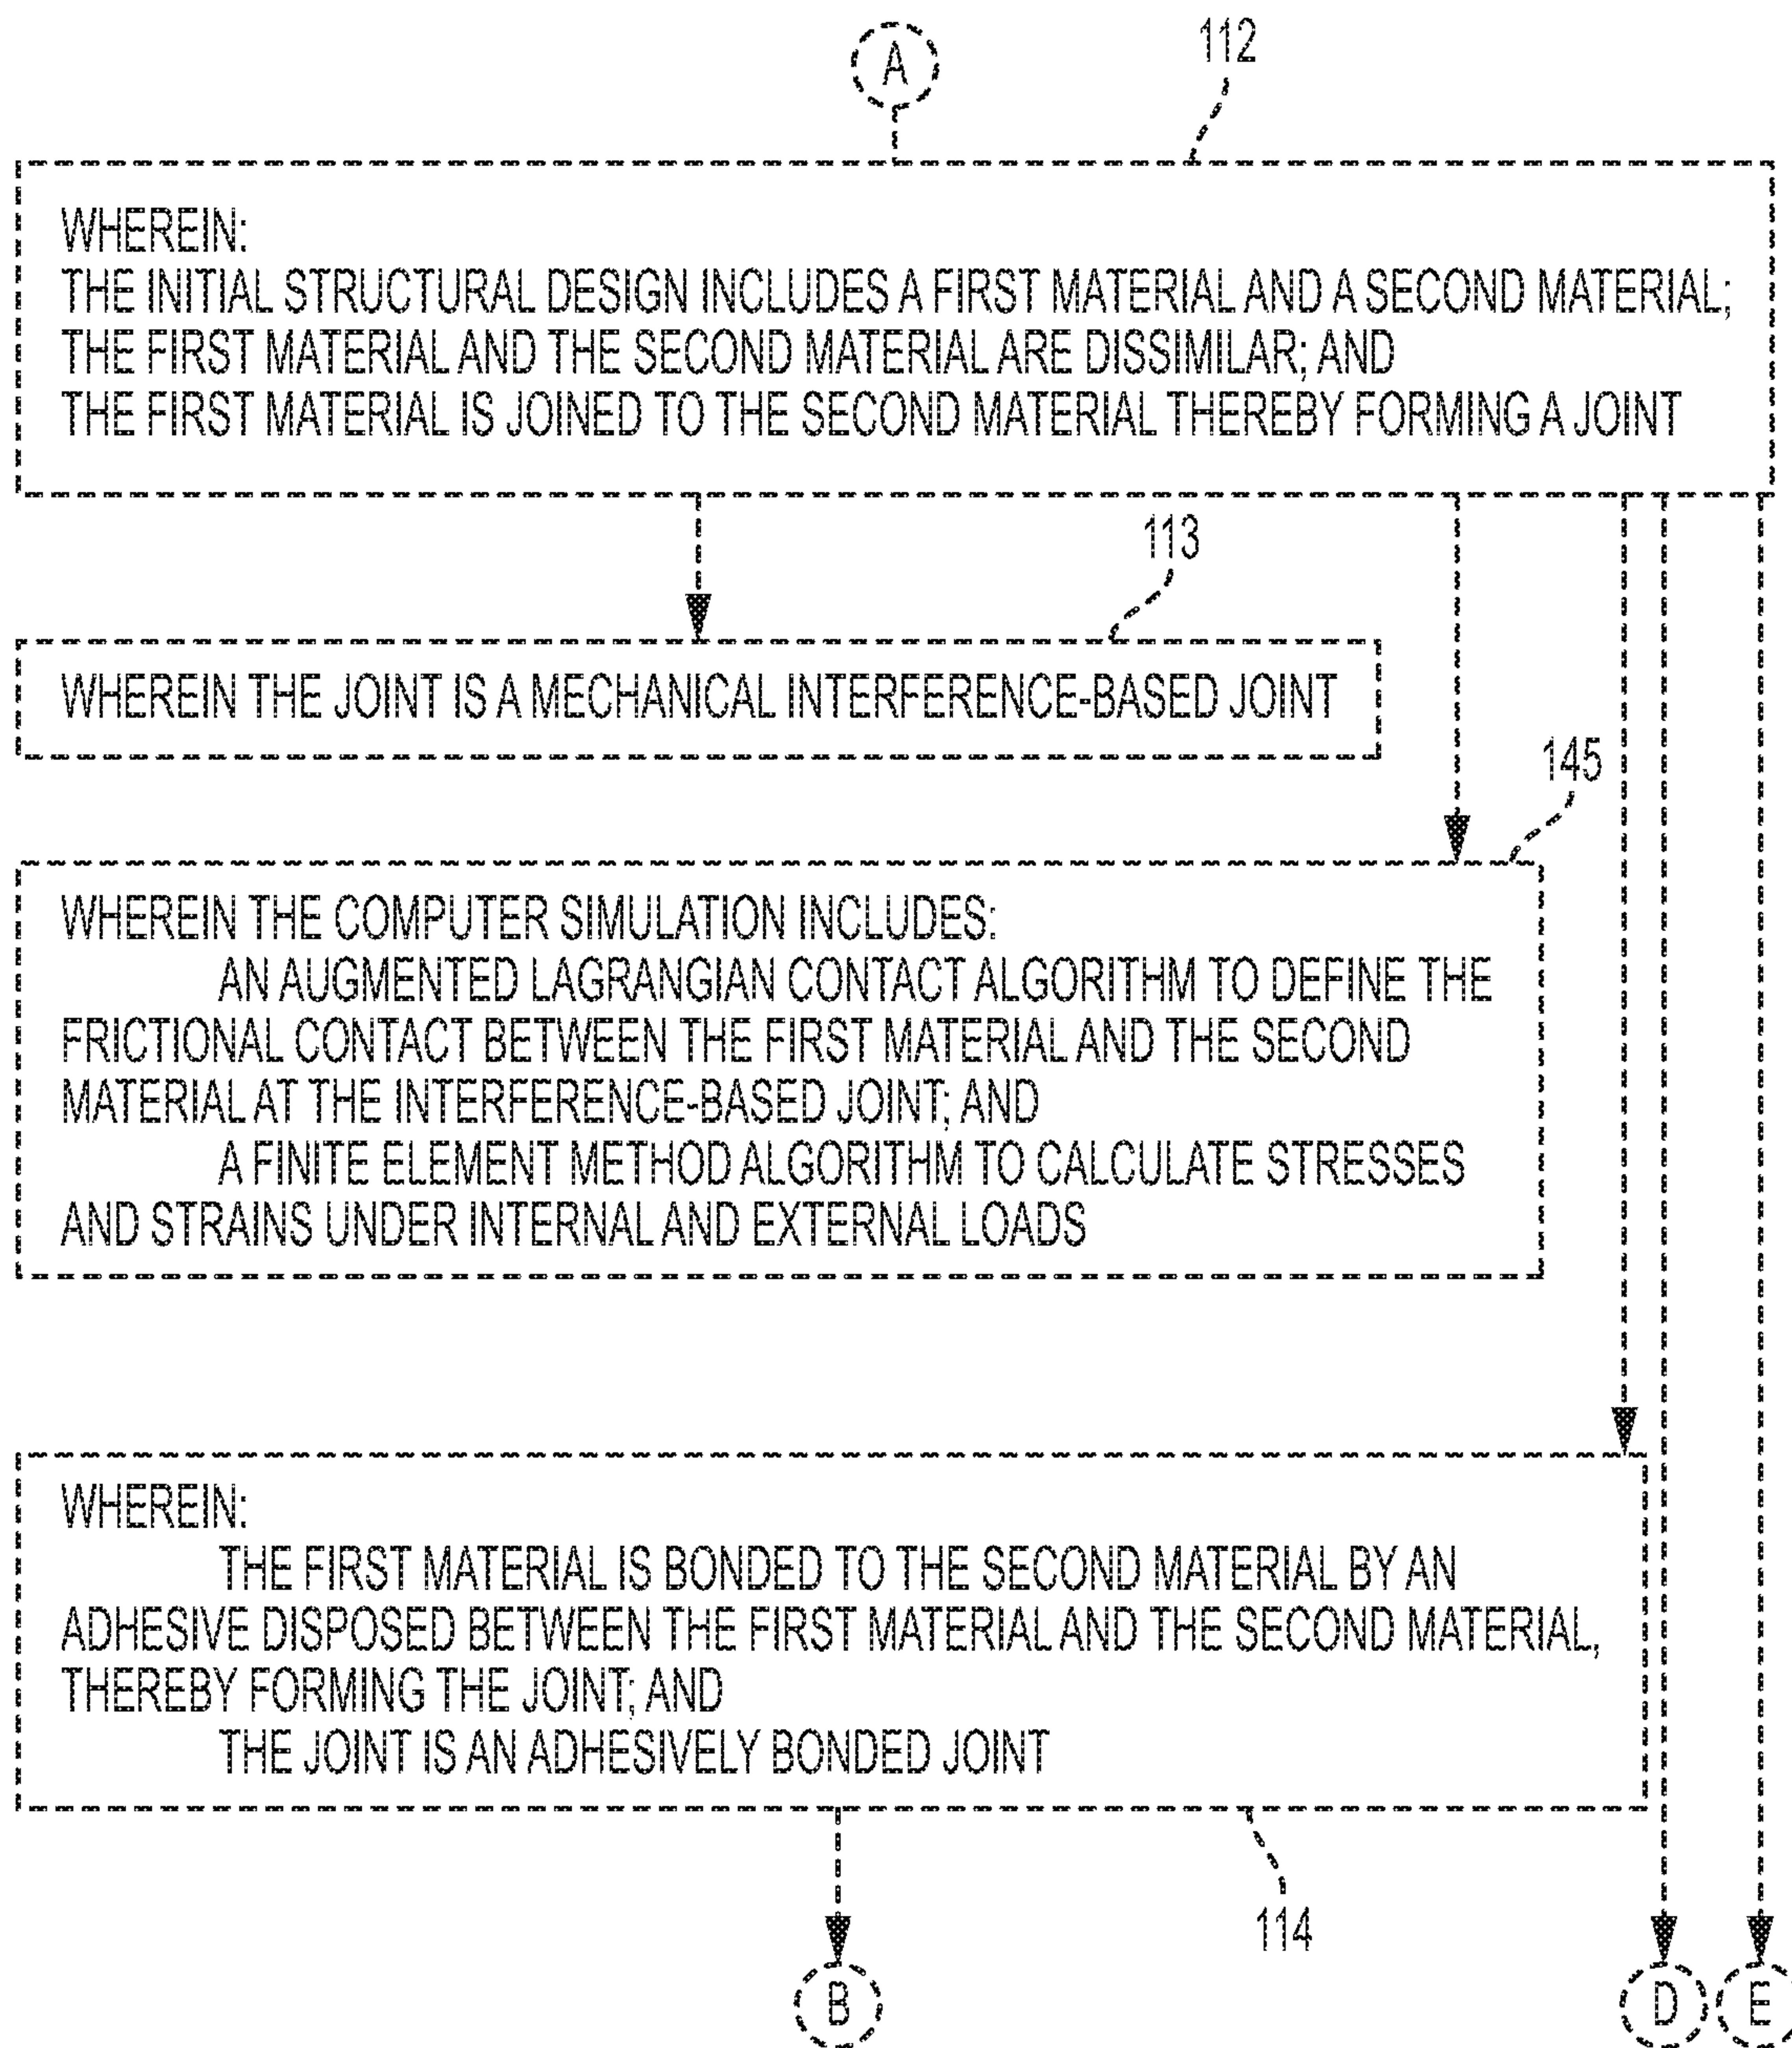 A
112
WHEREIN:
THE INITIAL STRUCTURAL DESIGN INCLUDES A FIRST MATERIAL AND A SECOND MATERIAL;
THE FIRST MATERIAL AND THE SECOND MATERIAL ARE DISSIMILAR; AND
THE FIRST MATERIAL IS JOINED TO THE SECOND MATERIAL THEREBY FORMING A JOINT
113
WHEREIN THE JOINT IS A MECHANICAL INTERFERENCE-BASED JOINT
145
WHEREIN THE COMPUTER SIMULATION INCLUDES:
AN AUGMENTED LAGRANGIAN CONTACT ALGORITHM TO DEFINE THE
FRICTIONAL CONTACT BETWEEN THE FIRST MATERIAL AND THE SECOND
MATERIAL AT THE INTERFERENCE-BASED JOINT; AND
A FINITE ELEMENT METHOD ALGORITHM TO CALCULATE STRESSES
AND STRAINS UNDER INTERNAL AND EXTERNAL LOADS
WHEREIN:
THE FIRST MATERIAL IS BONDED TO THE SECOND MATERIAL BY AN
ADHESIVE DISPOSED BETWEEN THE FIRST MATERIAL AND THE SECOND MATERIAL,
THEREBY FORMING THE JOINT; AND
THE JOINT IS AN ADHESIVELY BONDED JOINT
114
B
D
E